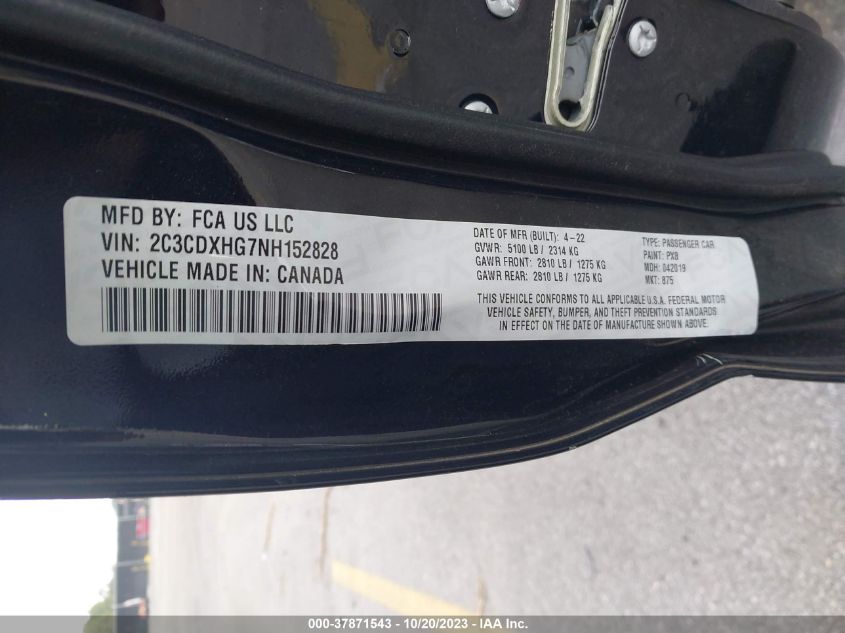 MFD BY: FCA US LLC
VIN: 2C3CDXHG7NH152828
VEHICLE MADE IN: CANADA
DATE OF MFR (BUILT): 4-22
GVWR: 5100 LB / 2314 KG
GAWR FRONT: 2810 LB / 1275 KG
GAWR REAR: 2810 LB / 1275 KG
TYPE: PASSENGER CAR
PAINT: PX8
MDH: 042019
MKT: 875
THIS VEHICLE CONFORMS TO ALL APPLICABLE U.S.A. FEDERAL MOTOR
VEHICLE SAFETY, BUMPER, AND THEFT PREVENTION STANDARDS
IN EFFECT ON THE DATE OF MANUFACTURE SHOWN ABOVE.
000-37871543 - 10/20/2023 - IAA Inc.